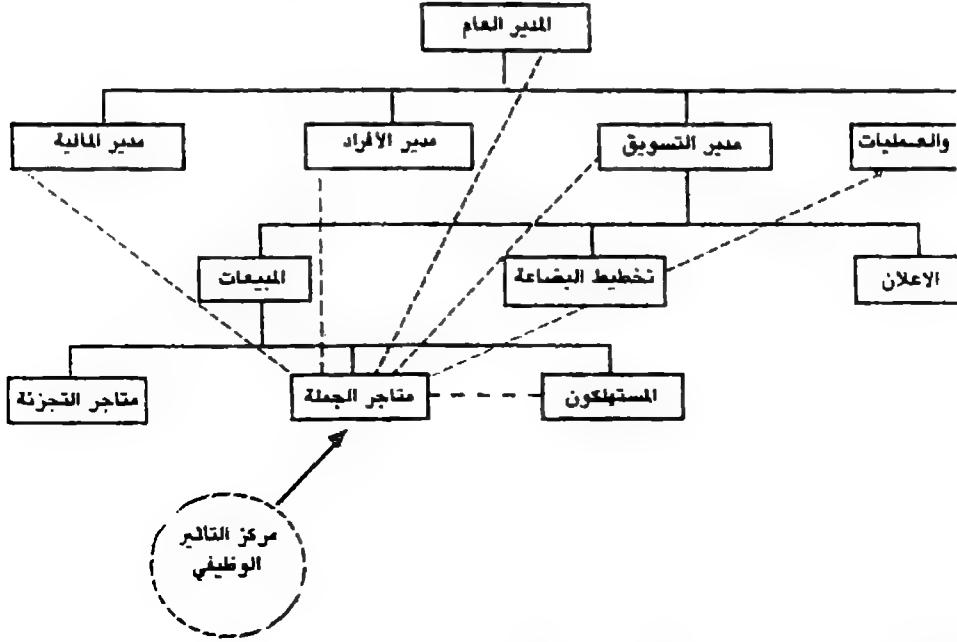 المدير العام
والعمليات
مدير التسويق
مدير الأفراد
مدير المالية
الاعلان
تخطيط البضاعة
المبيعات
المستهلكون
متاجر الجملة
متاجر التجزئة
مركز التأثير
الوظيفي